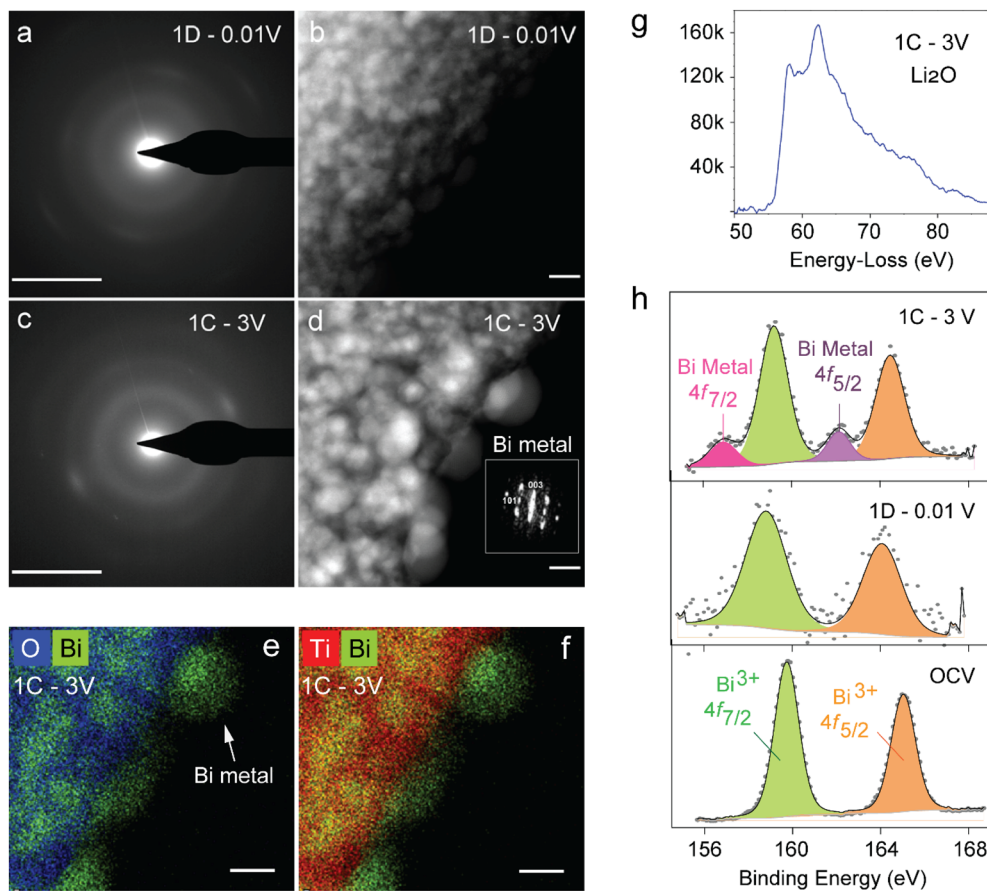 a
1D - 0.01V
b
1D - 0.01V
c
1C - 3V
d
1C - 3V
Bi metal
003
101
O Bi
e
1C - 3V
Bi metal
Ti Bi
f
1C - 3V
g
160k
120k
80k
40k
1C - 3V
Li₂O
50 60 70 80
Energy-Loss (eV)
h
1C - 3 V
Bi Metal
4f7/2
Bi Metal
4f5/2
1D - 0.01 V
OCV
Bi3+
4f7/2
Bi3+
4f5/2
156 160 164 168
Binding Energy (eV)